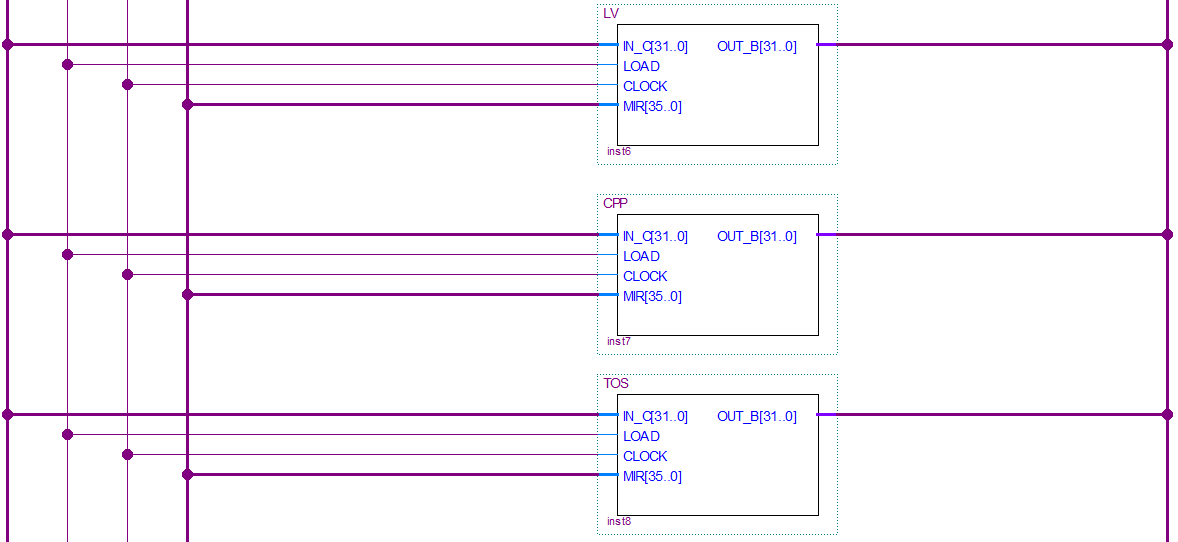 LV
IN_C[31..0] OUT_B[31..0]
LOAD
CLOCK
MIR[35..0]
inst6
CPP
IN_C[31..0] OUT_B[31..0]
LOAD
CLOCK
MIR[35..0]
inst7
TOS
IN_C[31..0] OUT_B[31..0]
LOAD
CLOCK
MIR[35..0]
inst8